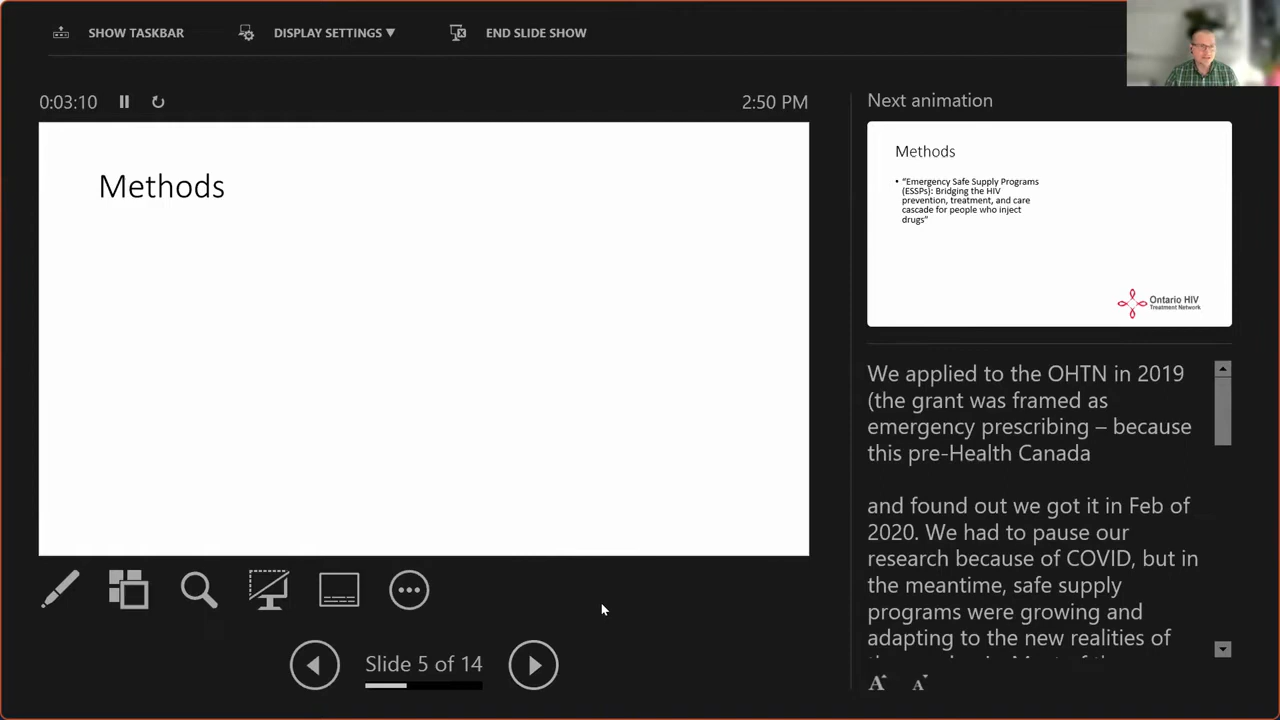 SHOW TASKBAR
DISPLAY SETTINGS ▼
END SLIDE SHOW
0:03:10
2:50 PM
Methods
Slide 5 of 14
Next animation
Methods
• “Emergency Safe Supply Programs
(ESSPs): Bridging the HIV
prevention, treatment, and care
cascade for people who inject
drugs”
Ontario HIV
Treatment Network
We applied to the OHTN in 2019
(the grant was framed as
emergency prescribing – because
this pre-Health Canada
and found out we got it in Feb of
2020. We had to pause our
research because of COVID, but in
the meantime, safe supply
programs were growing and
adapting to the new realities of
A A